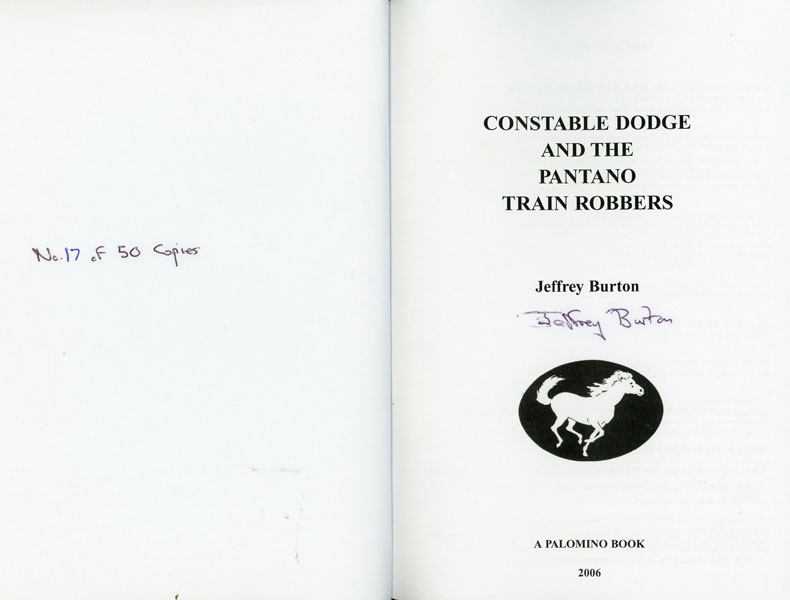 No. 17 of 50 Copies
CONSTABLE DODGE
AND THE
PANTANO
TRAIN ROBBERS
Jeffrey Burton
Jeffrey Burton
A PALOMINO BOOK
2006